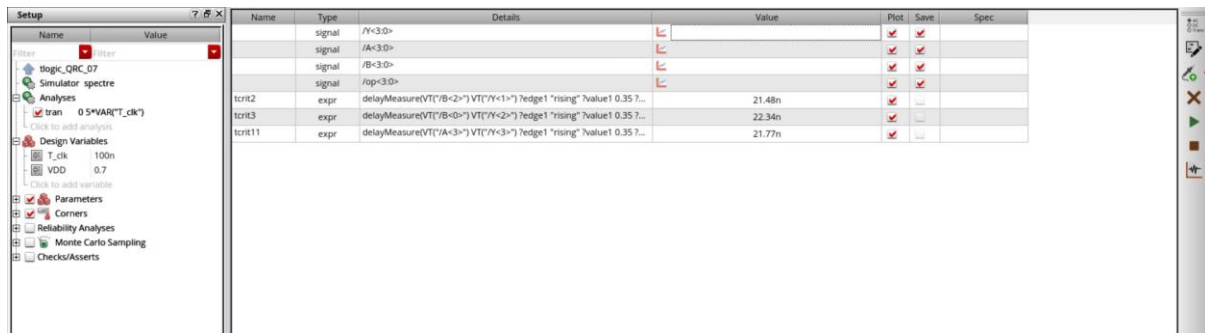 Setup
Name Value
Filter Filter
tlogic_QRC_07
Simulator spectre
Analyses
tran 0 5*VAR("T_clk")
Click to add analysis
Design Variables
T_clk 100n
VDD 0.7
Click to add variable
Parameters
Corners
Reliability Analyses
Monte Carlo Sampling
Checks/Asserts
Name Type Details Value Plot Save Spec
signal /Y<3:0>
signal /A<3:0>
signal /B<3:0>
signal /op<3:0>
tcrit2 expr delayMeasure(VT("/B<2>") VT("/Y<1>") ?edge1 "rising" ?value1 0.35 ?... 21.48n
tcrit3 expr delayMeasure(VT("/B<0>") VT("/Y<2>") ?edge1 "rising" ?value1 0.35 ?... 22.34n
tcrit11 expr delayMeasure(VT("/A<3>") VT("/Y<3>") ?edge1 "rising" ?value1 0.35 ?... 21.77n